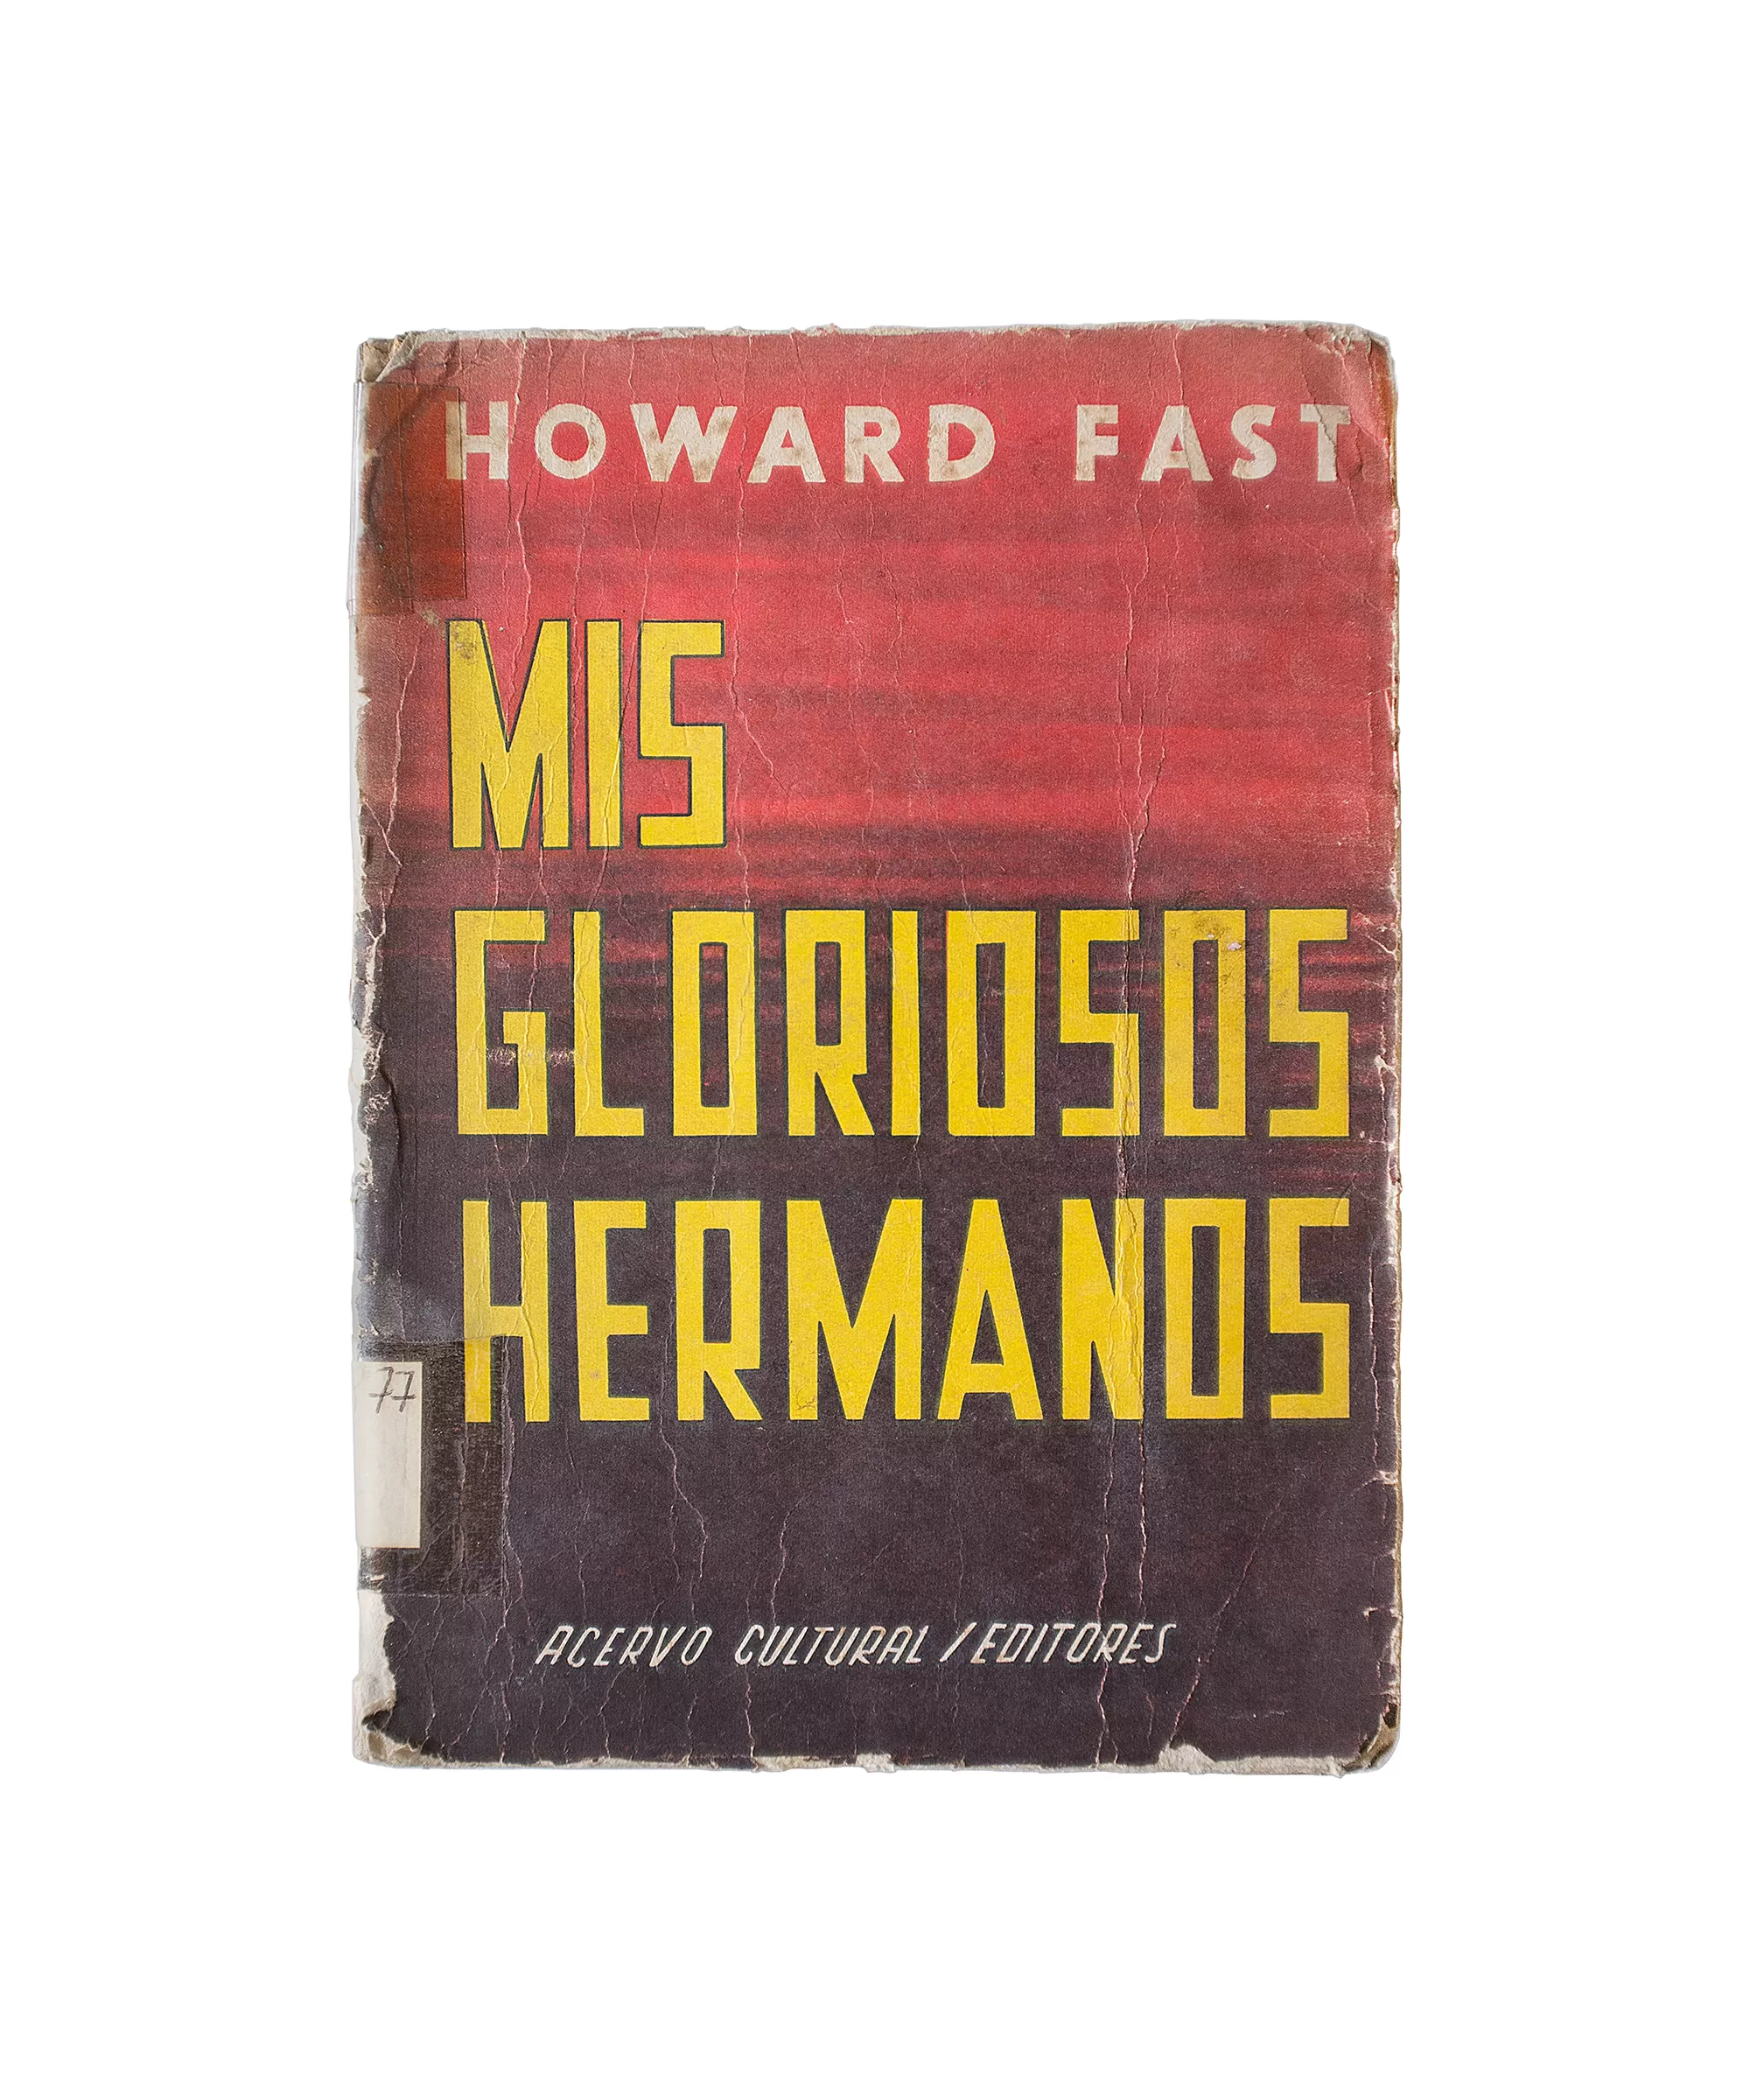 HOWARD FAST
MIS
GLORIOSOS
HERMANOS
77
ACERVO CULTURAL / EDITORES